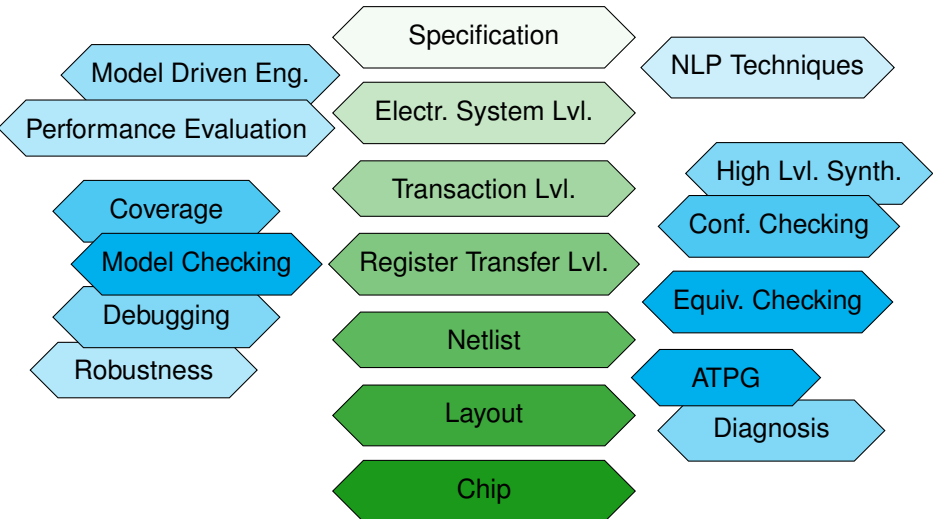 Specification
Model Driven Eng.
NLP Techniques
Electr. System Lvl.
Performance Evaluation
High Lvl. Synth.
Transaction Lvl.
Coverage
Conf. Checking
Model Checking
Register Transfer Lvl.
Equiv. Checking
Debugging
Netlist
Robustness
ATPG
Layout
Diagnosis
Chip